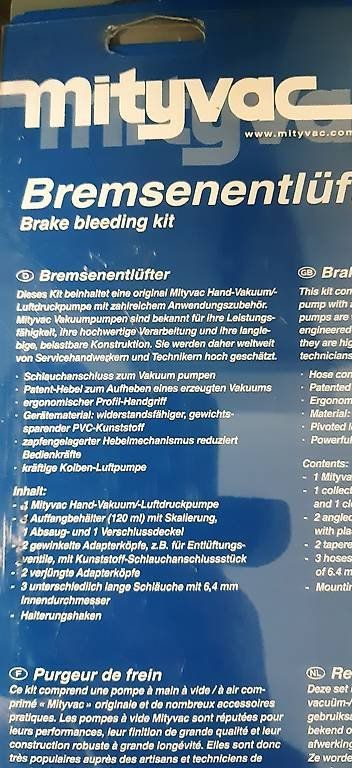 mityvac
www.mityvac.com
Bremsenentlüf
Brake bleeding kit
D Bremsenentlüfter
Dieses Kit beinhaltet eine original Mityvac Hand-Vakuum/-
Luftdruckpumpe mit zahlreichem Anwendungszubehör.
Mityvac Vakuumpumpen sind bekannt für ihre Leistungs-
fähigkeit, ihre hochwertige Verarbeitung und ihre langle-
bige, belastbare Konstruktion. Sie werden daher weltweit
von Servicehandwerkern und Technikern hoch geschätzt.
· Schlauchanschluss zum Vakuum pumpen
· Patent-Hebel zum Aufheben eines erzeugten Vakuums
· ergonomischer Profil-Handgriff
· Gerätematerial: widerstandsfähiger, gewichts-
sparender PVC-Kunststoff
· zapfengelagerter Hebelmechanismus reduziert
Bedienkräfte
· kräftige Kolben-Luftpumpe
Inhalt:
- 1 Mityvac Hand-Vakuum/-Luftdruckpumpe
- 1 Auffangbehälter (120 ml) mit Skalierung,
1 Absaug- und 1 Verschlussdeckel
- 2 gewinkelte Adapterköpfe, z.B. für Entlüftungs-
ventile, mit Kunststoff-Schlauchanschlussstück
- 2 verjüngte Adapterköpfe
- 3 unterschiedlich lange Schläuche mit 6,4 mm
Innendurchmesser
- Halterungshaken
GB Bral
This kit con
pump with a
pumps are
engineered
they are hig
technicians
· Hose con
· Patented
· Ergonom
· Material:
· Pivoted l
· Powerful
Contents:
- 1 Mityva
- 1 collec
and 1 cl
- 2 angled
with pla
- 2 tapere
- 3 hoses
of 6.4 m
- Mountin
F Purgeur de frein
Ce kit comprend une pompe à main à vide / à air com-
primé « Mityvac » originale et de nombreux accessoires
pratiques. Les pompes à vide Mityvac sont réputées pour
leurs performances, leur finition de grande qualité et leur
construction robuste à grande longévité. Elles sont donc
très populaires auprès des artisans et techniciens de
NL Re
Deze set
vacuüm-/
gebruiksa
bekend o
afwerking
Ze worde